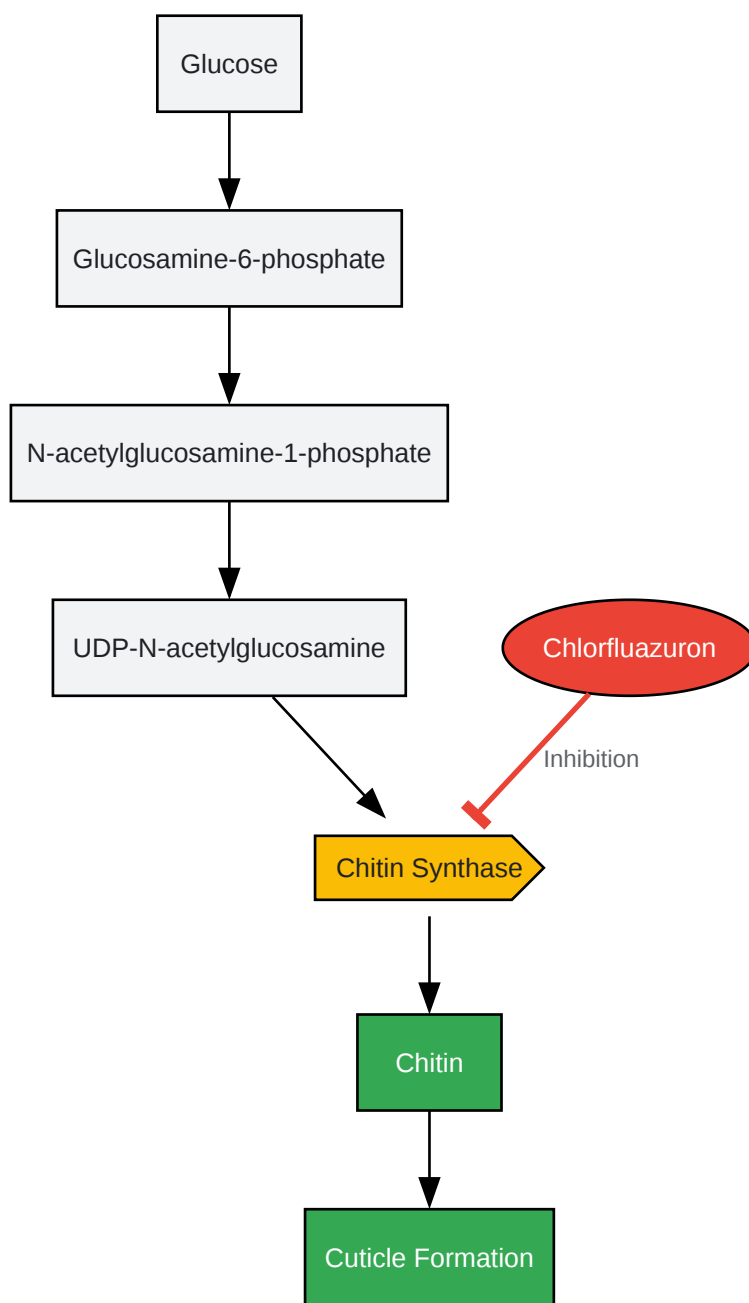 Glucose
Glucosamine-6-phosphate
N-acetylglucosamine-1-phosphate
UDP-N-acetylglucosamine
Chlorfluazuron
Inhibition
Chitin Synthase
Chitin
Cuticle Formation